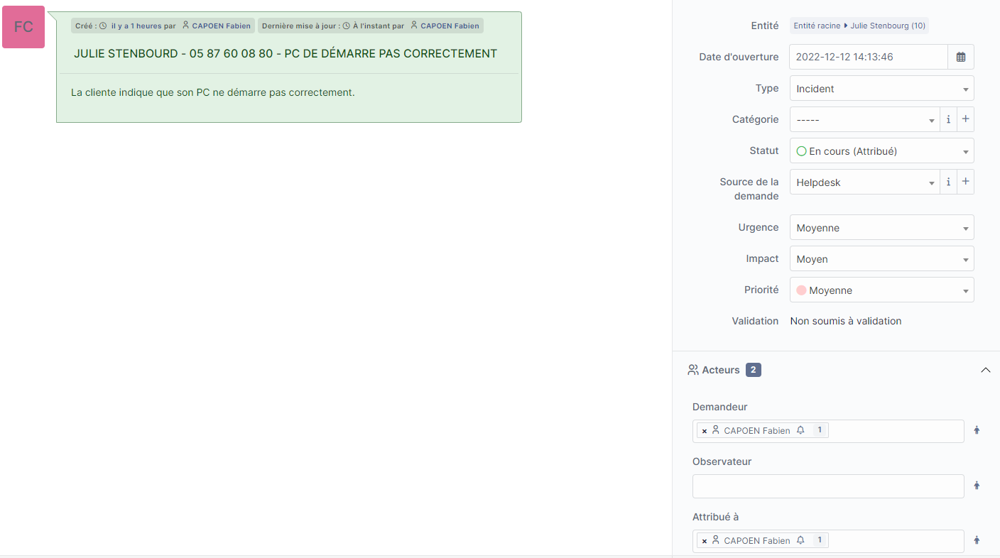 FC
Créé : il y a 1 heures par CAPOEN Fabien Dernière mise à jour : À l'instant par CAPOEN Fabien
JULIE STENBOURD - 05 87 60 08 80 - PC DE DÉMARRE PAS CORRECTEMENT
La cliente indique que son PC ne démarre pas correctement.
Entité Entité racine Julie Stenbourg (10)
Date d'ouverture 2022-12-12 14:13:46
Type Incident
Catégorie ----- i +
Statut En cours (Attribué)
Source de la
demande Helpdesk i +
Urgence Moyenne
Impact Moyen
Priorité Moyenne
Validation Non soumis à validation
Acteurs 2
Demandeur
× CAPOEN Fabien 1
Observateur
Attribué à
× CAPOEN Fabien 1